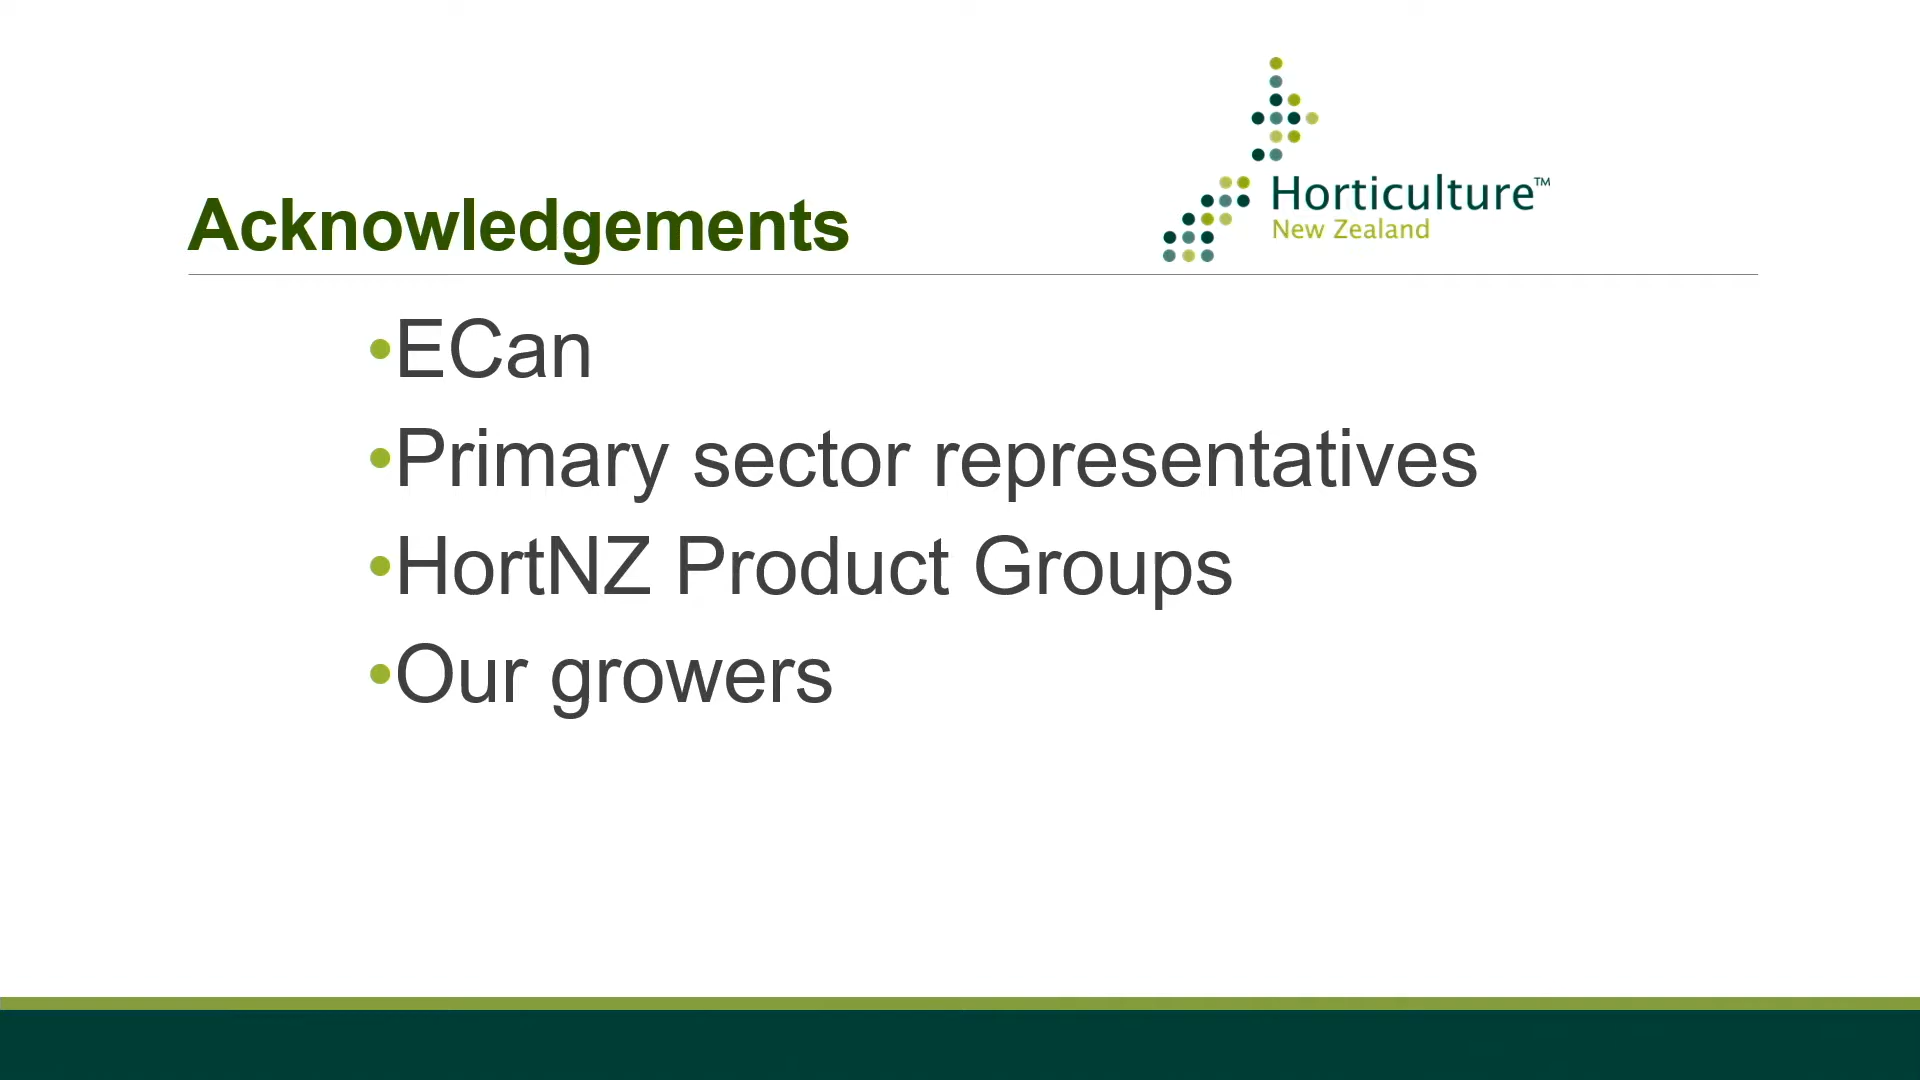 Horticulture™
New Zealand
Acknowledgements
•ECan
•Primary sector representatives
•HortNZ Product Groups
•Our growers